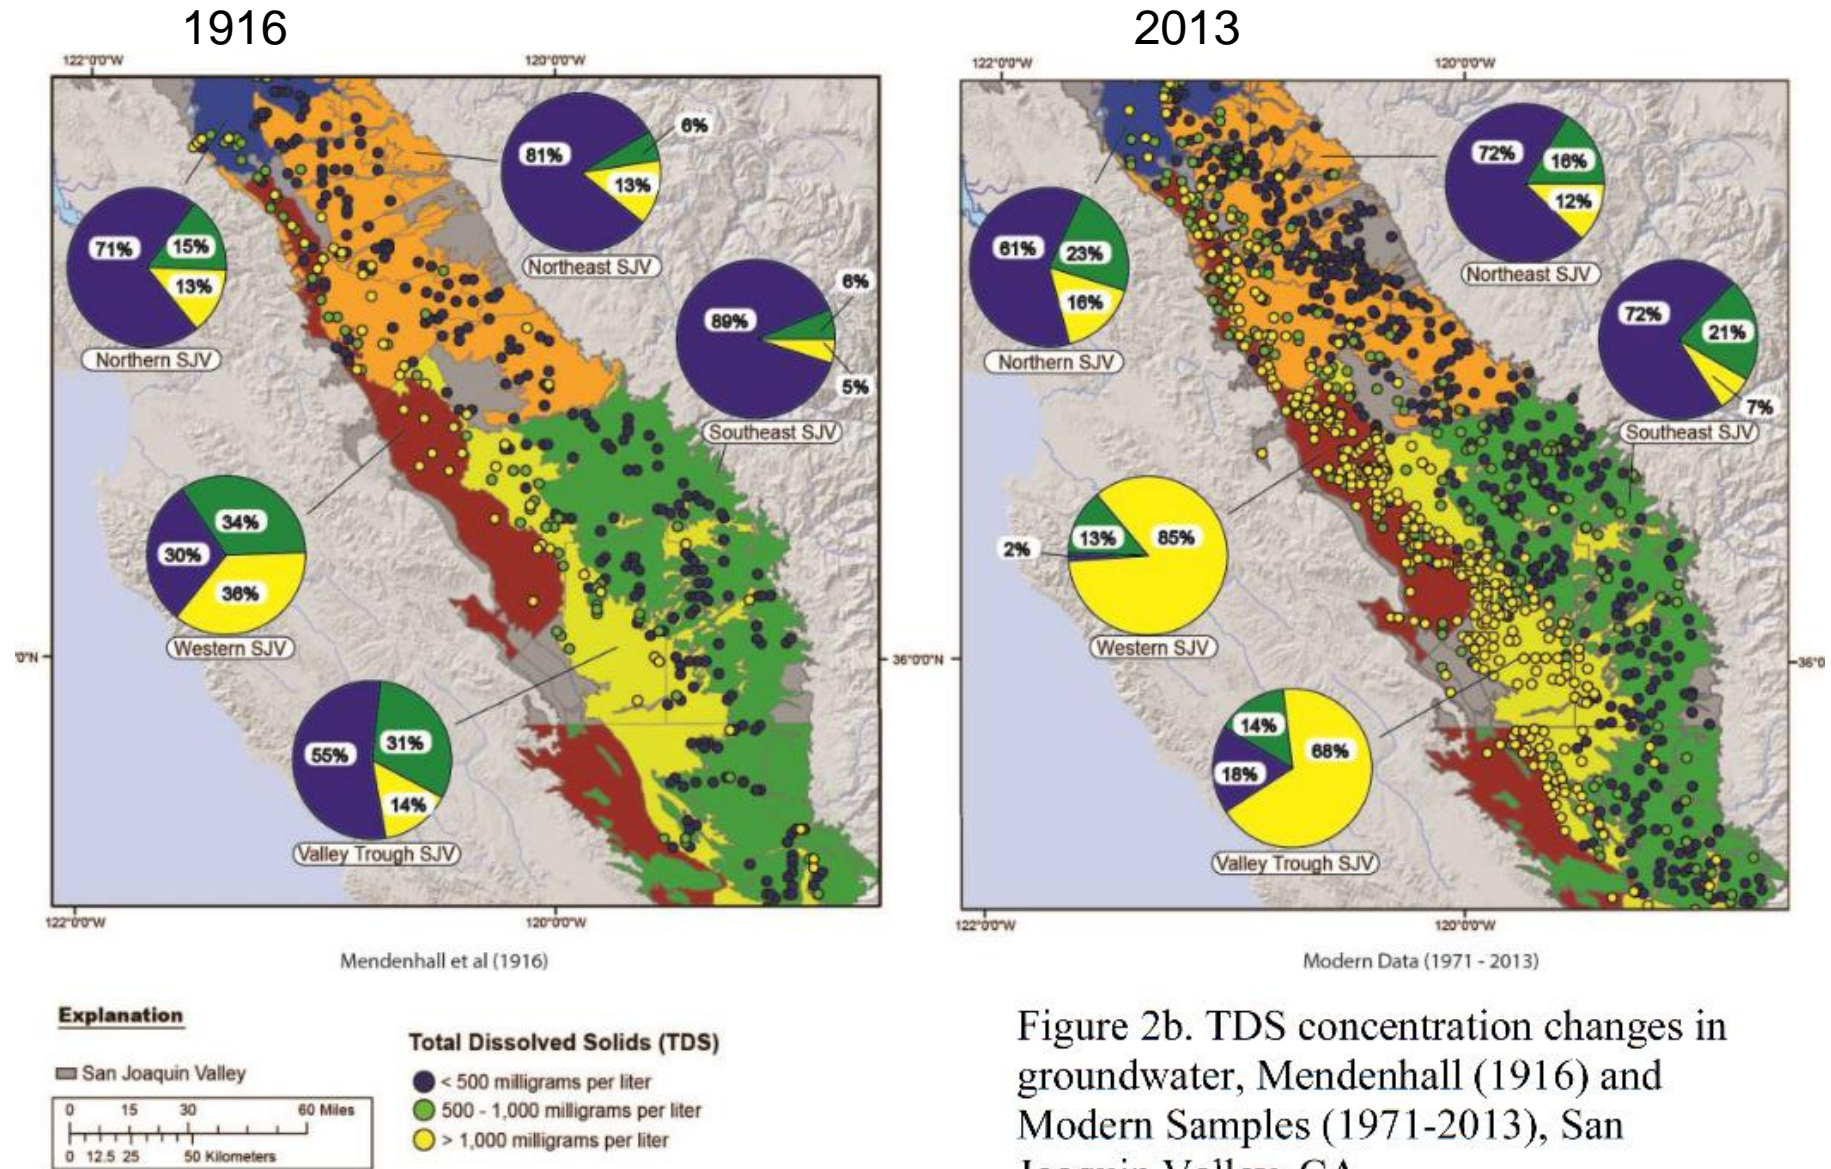 1916
2013
122°0'0"W
120°0'0"W
122°0'0"W
120°0'0"W
81%
6%
13%
Northeast SJV
71%
15%
13%
Northern SJV
89%
6%
5%
Southeast SJV
34%
30%
36%
Western SJV
55%
31%
14%
Valley Trough SJV
0"N
36°0'0"N
122°0'0"W
120°0'0"W
72%
16%
12%
Northeast SJV
61%
23%
16%
Northern SJV
72%
21%
7%
Southeast SJV
2%
13%
85%
Western SJV
14%
18%
68%
Valley Trough SJV
36°0
122°0'0"W
120°0'0"W
Mendenhall et al (1916)
Modern Data (1971 - 2013)
Explanation
San Joaquin Valley
0 15 30 60 Miles
0 12.5 25 50 Kilometers
Total Dissolved Solids (TDS)
< 500 milligrams per liter
500 - 1,000 milligrams per liter
> 1,000 milligrams per liter
Figure 2b. TDS concentration changes in
groundwater, Mendenhall (1916) and
Modern Samples (1971-2013), San
Joaquin Valley, CA